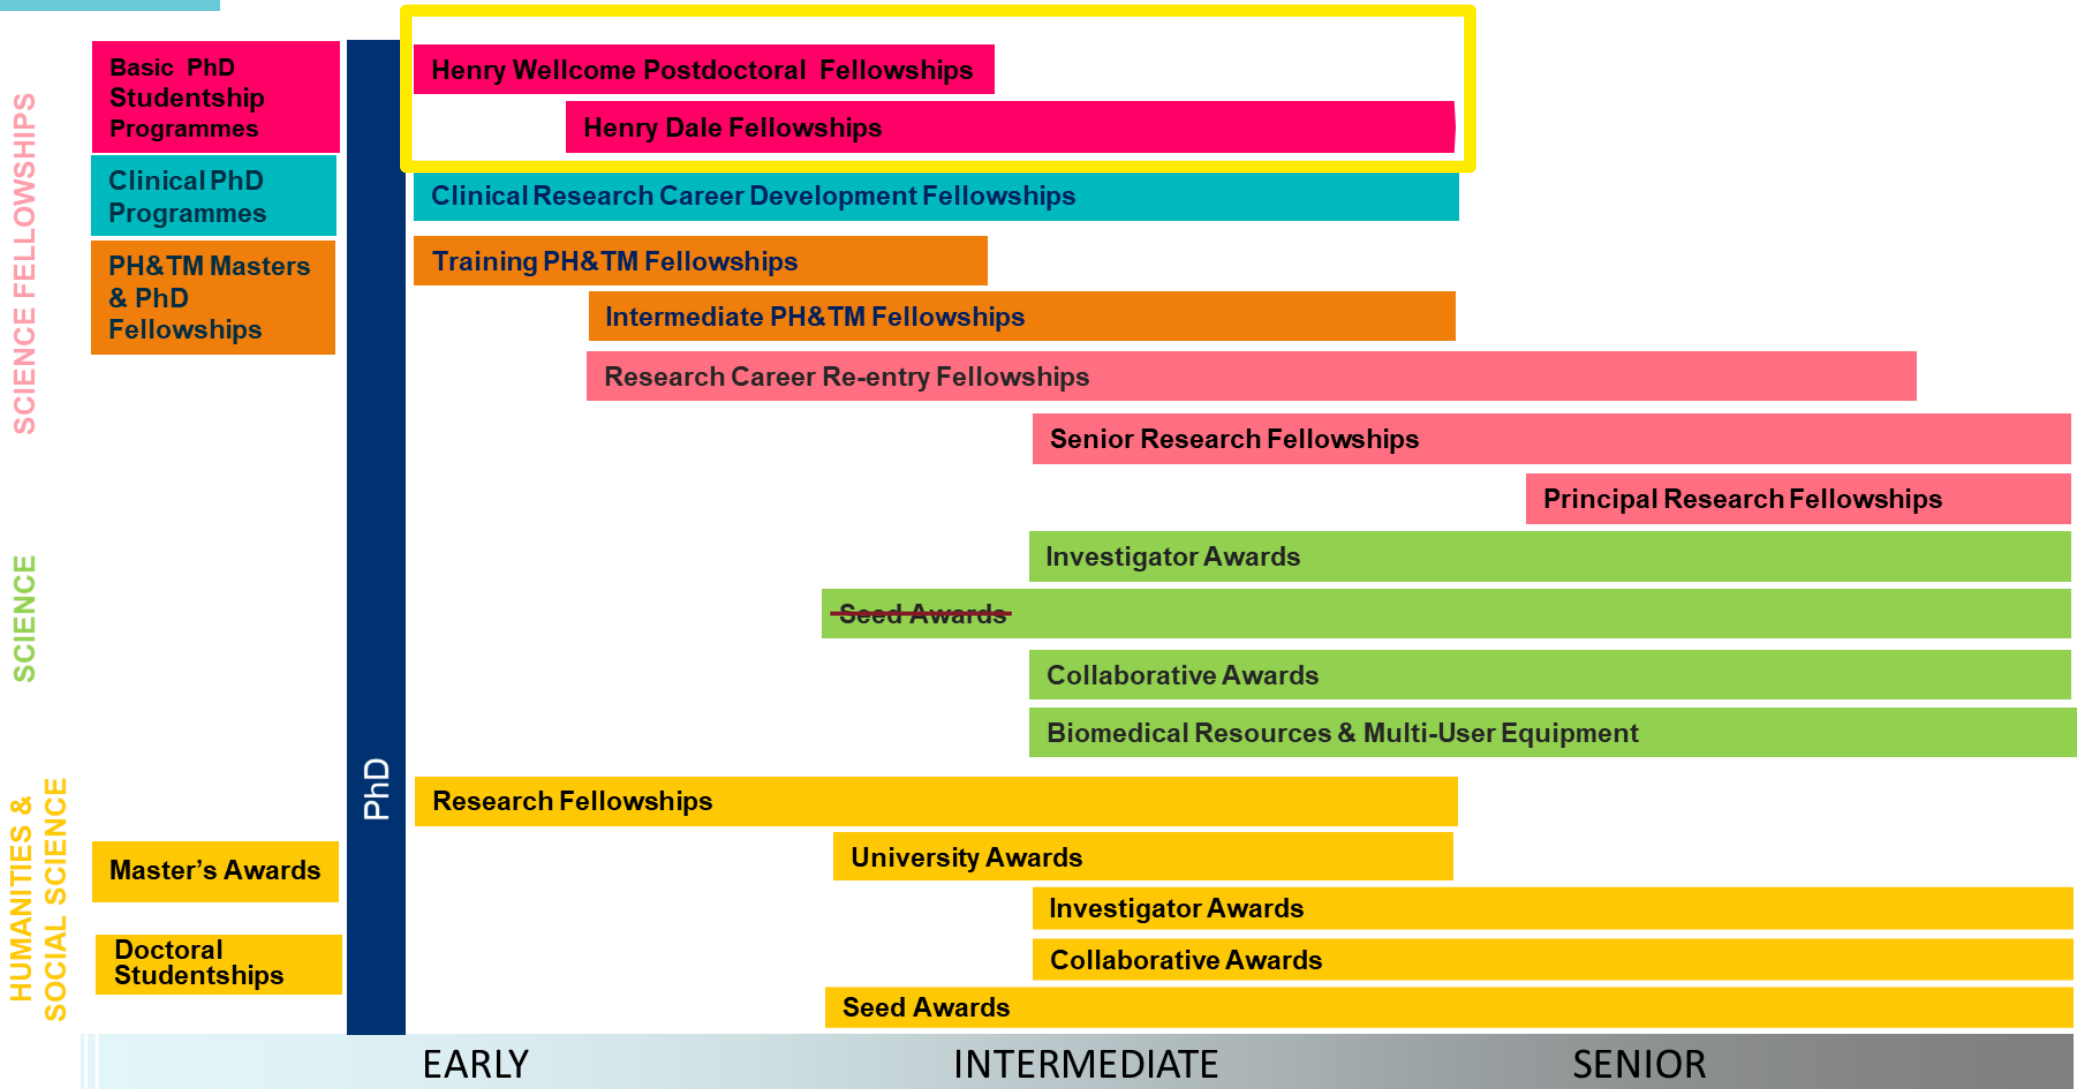 SCIENCE FELLOWSHIPS
Basic PhD
Studentship
Programmes
Henry Wellcome Postdoctoral Fellowships
Henry Dale Fellowships
Clinical PhD
Programmes
Clinical Research Career Development Fellowships
PH&TM Masters
& PhD
Fellowships
Training PH&TM Fellowships
Intermediate PH&TM Fellowships
Research Career Re-entry Fellowships
Senior Research Fellowships
Principal Research Fellowships
SCIENCE
Investigator Awards
Seed Awards
Collaborative Awards
Biomedical Resources & Multi-User Equipment
PhD
HUMANITIES &
SOCIAL SCIENCE
Research Fellowships
Master's Awards
University Awards
Investigator Awards
Doctoral
Studentships
Collaborative Awards
Seed Awards
EARLY
INTERMEDIATE
SENIOR